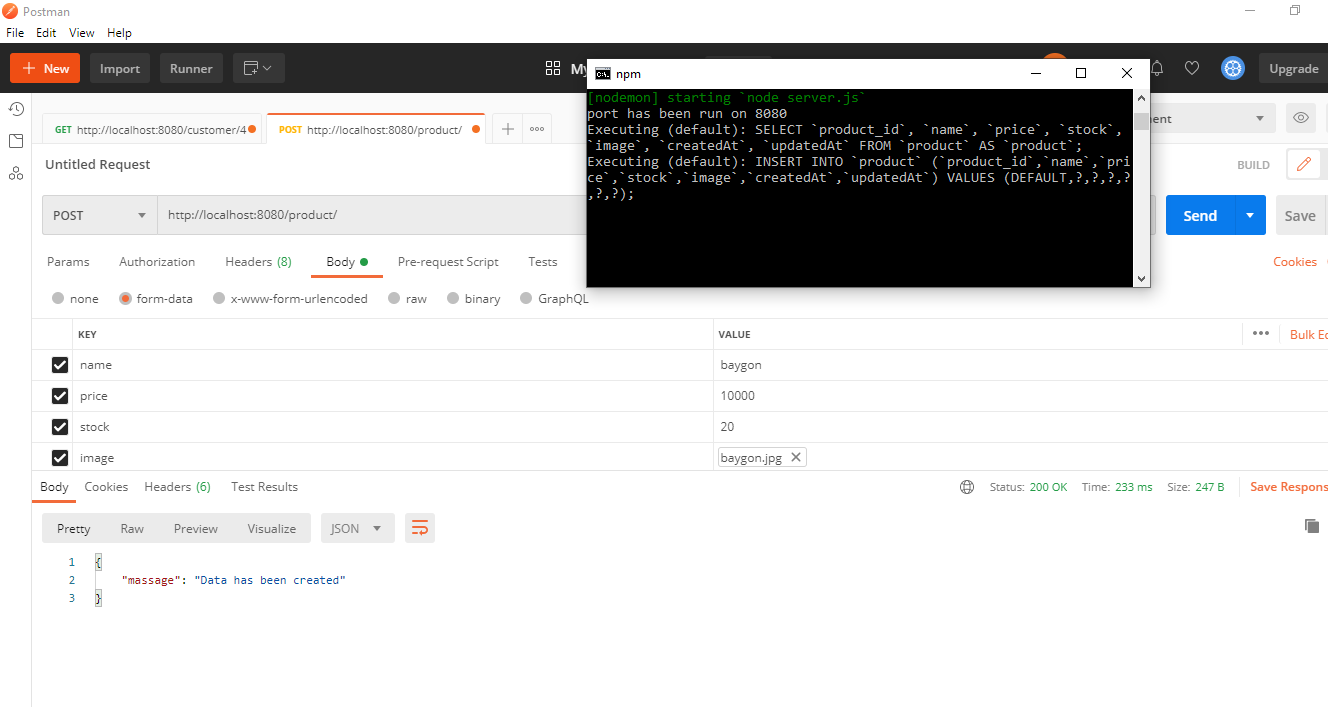 Postman
File Edit View Help
New Import Runner My Upgrade
npm
[nodemon] starting `node server.js`
port has been run on 8080
Executing (default): SELECT `product_id`, `name`, `price`, `stock`,
`image`, `createdAt`, `updatedAt` FROM `product` AS `product`;
Executing (default): INSERT INTO `product` (`product_id`,`name`,`pri
ce`,`stock`,`image`,`createdAt`,`updatedAt`) VALUES (DEFAULT,?,?,?,?
,?,?);
GET http://localhost:8080/customer/4 POST http://localhost:8080/product/
Untitled Request BUILD
POST http://localhost:8080/product/ Send Save
Params Authorization Headers (8) Body Pre-request Script Tests Cookies
none form-data x-www-form-urlencoded raw binary GraphQL
KEY VALUE Bulk
name baygon
price 10000
stock 20
image baygon.jpg
Body Cookies Headers (6) Test Results Status: 200 OK Time: 233 ms Size: 247 B Save Respons
Pretty Raw Preview Visualize JSON
1 {
2 "massage": "Data has been created"
3 }